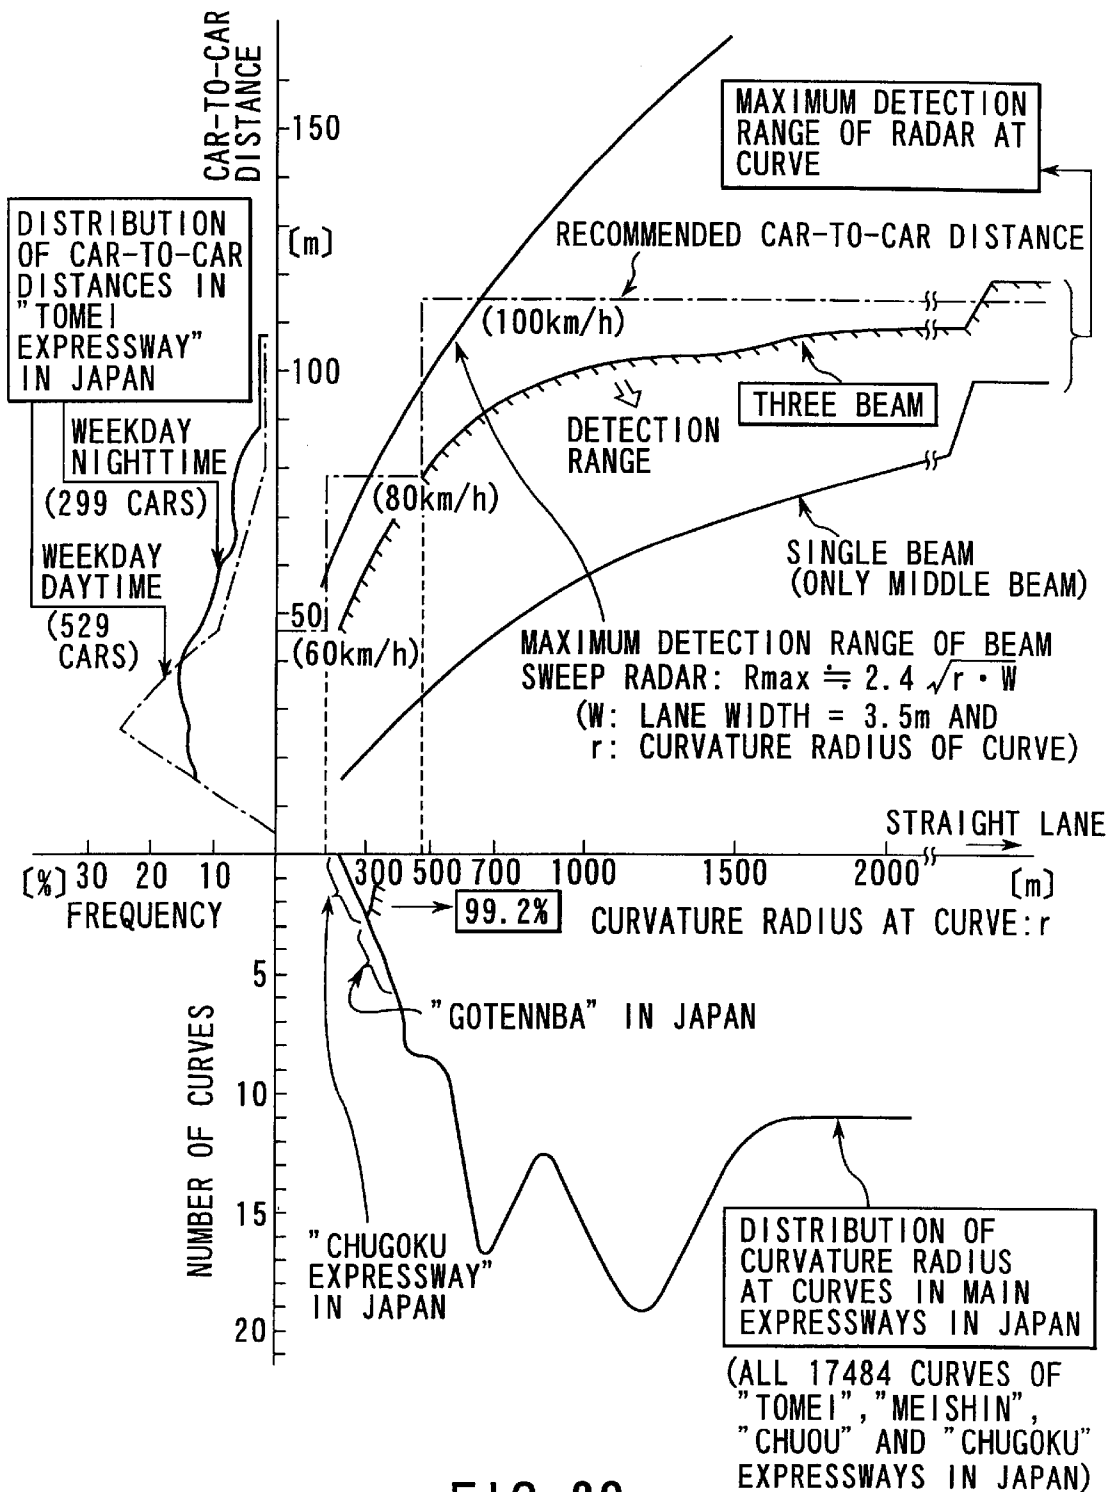 CAR-TO-CAR
DISTANCE
150
[m]
100
50
MAXIMUM DETECTION
RANGE OF RADAR AT
CURVE
DISTRIBUTION
OF CAR-TO-CAR
DISTANCES IN
"TOMEI
EXPRESSWAY"
IN JAPAN
RECOMMENDED CAR-TO-CAR DISTANCE
(100km/h)
THREE BEAM
DETECTION
RANGE
WEEKDAY
NIGHTTIME
(299 CARS)
(80km/h)
WEEKDAY
DAYTIME
(529
CARS)
SINGLE BEAM
(ONLY MIDDLE BEAM)
(60km/h)
MAXIMUM DETECTION RANGE OF BEAM
SWEEP RADAR: Rmax ≒ 2.4 √r・W
(W: LANE WIDTH = 3.5m AND
r: CURVATURE RADIUS OF CURVE)
STRAIGHT LANE
[%] 30 20 10
300 500 700 1000 1500 2000 [m]
FREQUENCY
99.2%
CURVATURE RADIUS AT CURVE:r
5
10
15
20
NUMBER OF CURVES
"GOTENNBA" IN JAPAN
"CHUGOKU
EXPRESSWAY"
IN JAPAN
DISTRIBUTION OF
CURVATURE RADIUS
AT CURVES IN MAIN
EXPRESSWAYS IN JAPAN
(ALL 17484 CURVES OF
"TOMEI","MEISHIN",
"CHUOU" AND "CHUGOKU"
EXPRESSWAYS IN JAPAN)